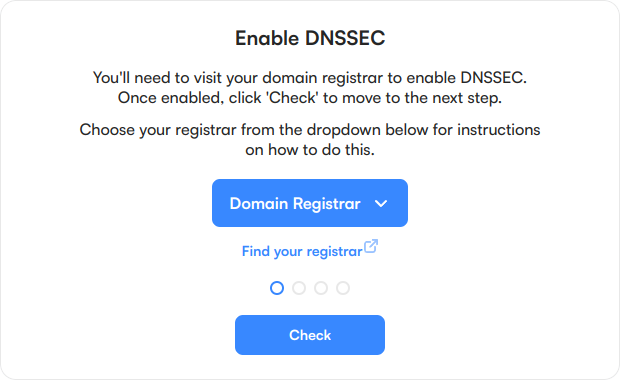 Enable DNSSEC
You'll need to visit your domain registrar to enable DNSSEC.
Once enabled, click 'Check' to move to the next step.
Choose your registrar from the dropdown below for instructions
on how to do this.
Domain Registrar
Find your registrar
Check